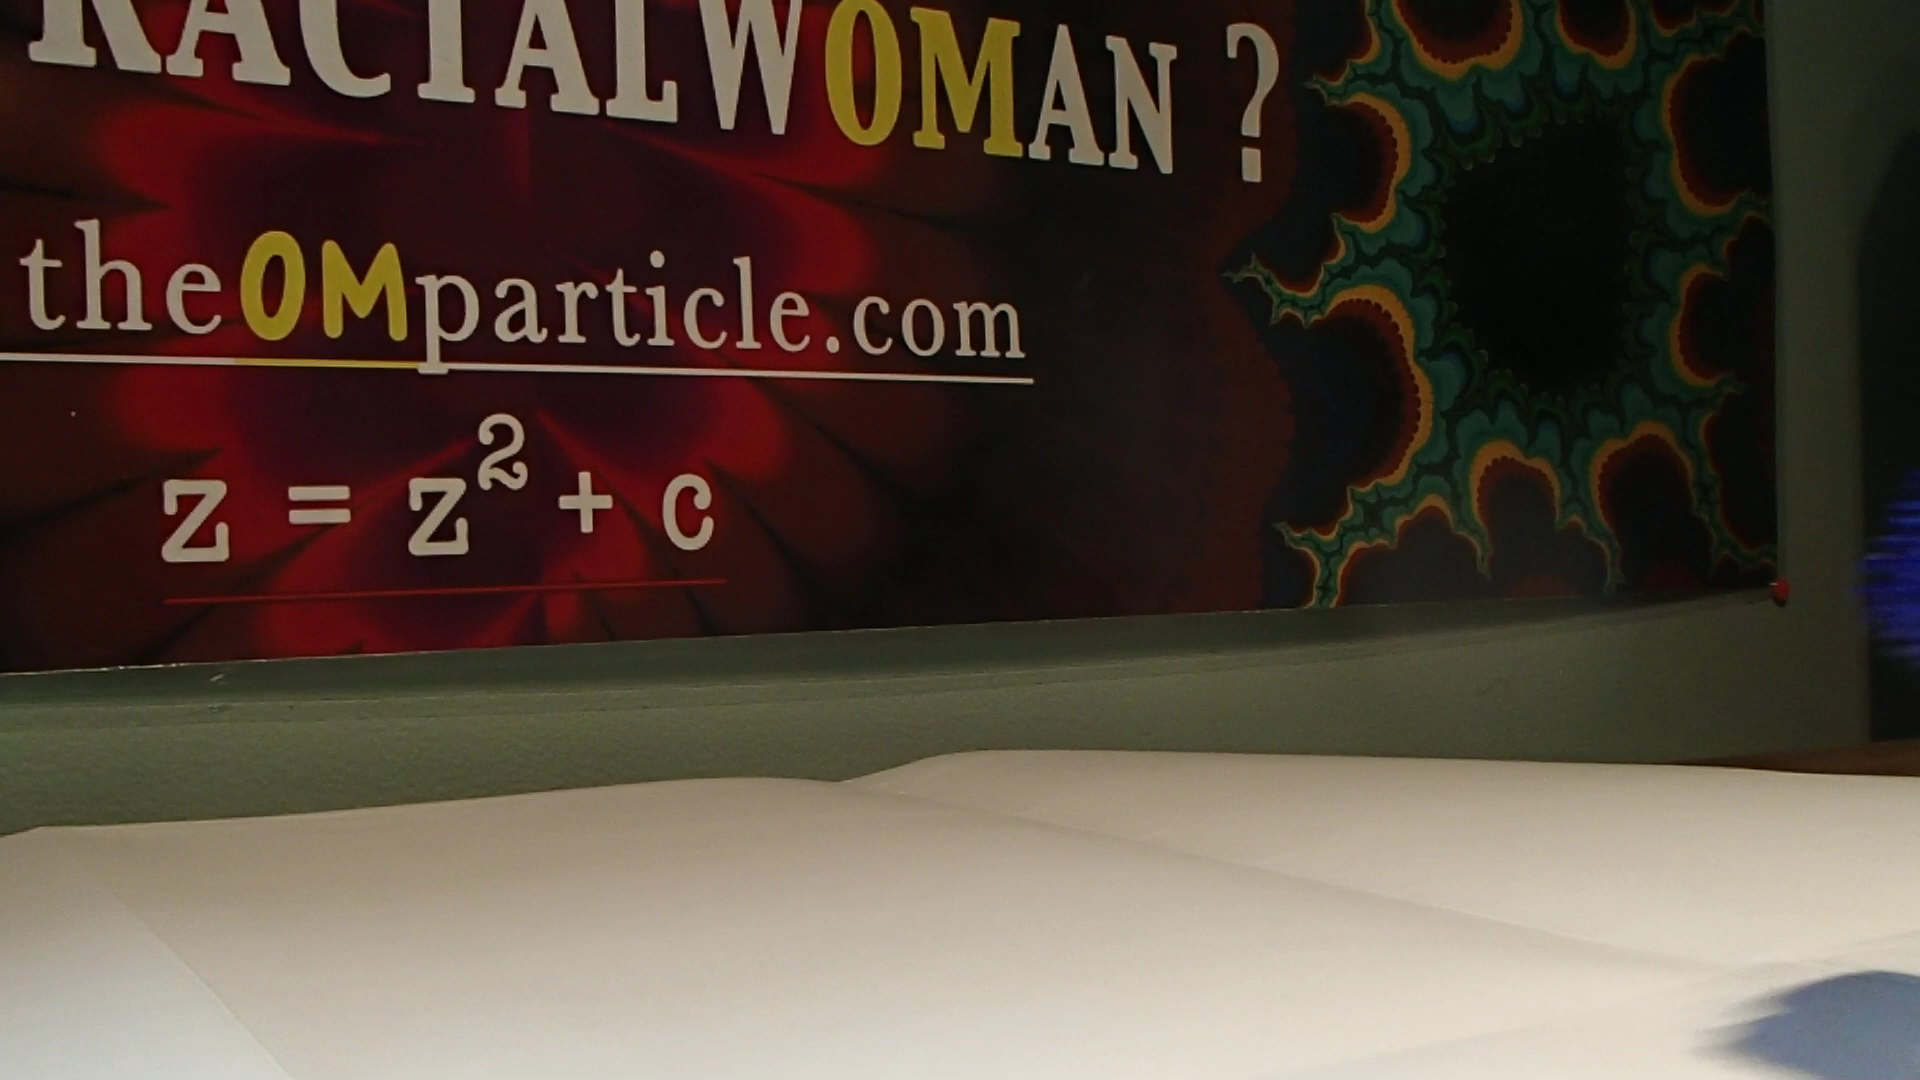 RACTALWOMAN ?
theOMparticle.com
z = z² + c